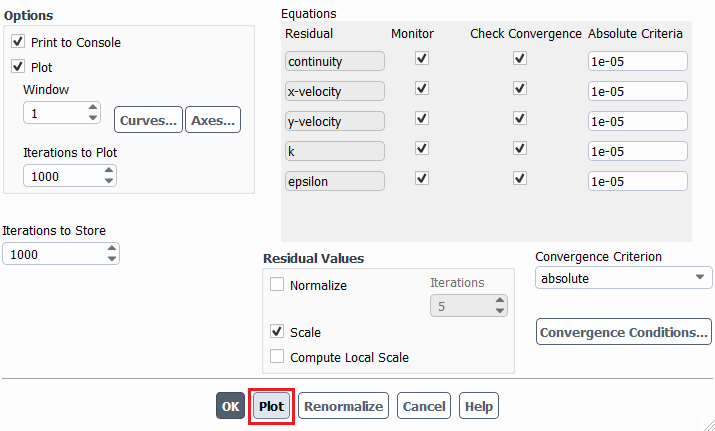 Options
Print to Console
Plot
Window
1
Curves...
Axes...
Iterations to Plot
1000
Iterations to Store
1000
Equations
Residual Monitor Check Convergence Absolute Criteria
continuity 1e-05
x-velocity 1e-05
y-velocity 1e-05
k 1e-05
epsilon 1e-05
Residual Values
Normalize
Iterations
5
Scale
Compute Local Scale
Convergence Criterion
absolute
Convergence Conditions...
OK Plot Renormalize Cancel Help